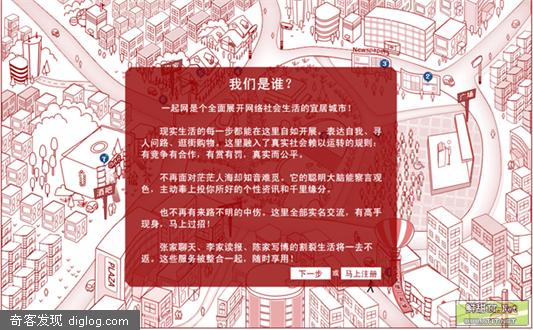 Newspaper
3
2
广场
1
酒吧
PLAZA
我们是谁？
一起网是个全面展开网络社会生活的宜居城市！
现实生活的每一步都能在这里自如开展。表达自我、寻
人问路、逛街购物。这里融入了真实社会赖以运转的规则：
有竞争有合作，有赏有罚，真实而公平。
不再面对茫茫人海却知音难觅。它的聪明大脑能察言观
色，主动奉上投你所好的个性资讯和千里缘分。
也不再有来路不明的中伤。这里全部实名交流，有高手
现身，马上过招！
张家聊天、李家读报、陈家写博的割裂生活将一去不
返。这些服务被整合一起，随时享用！
下一步 或 马上注册
奇客发现 diglog.com